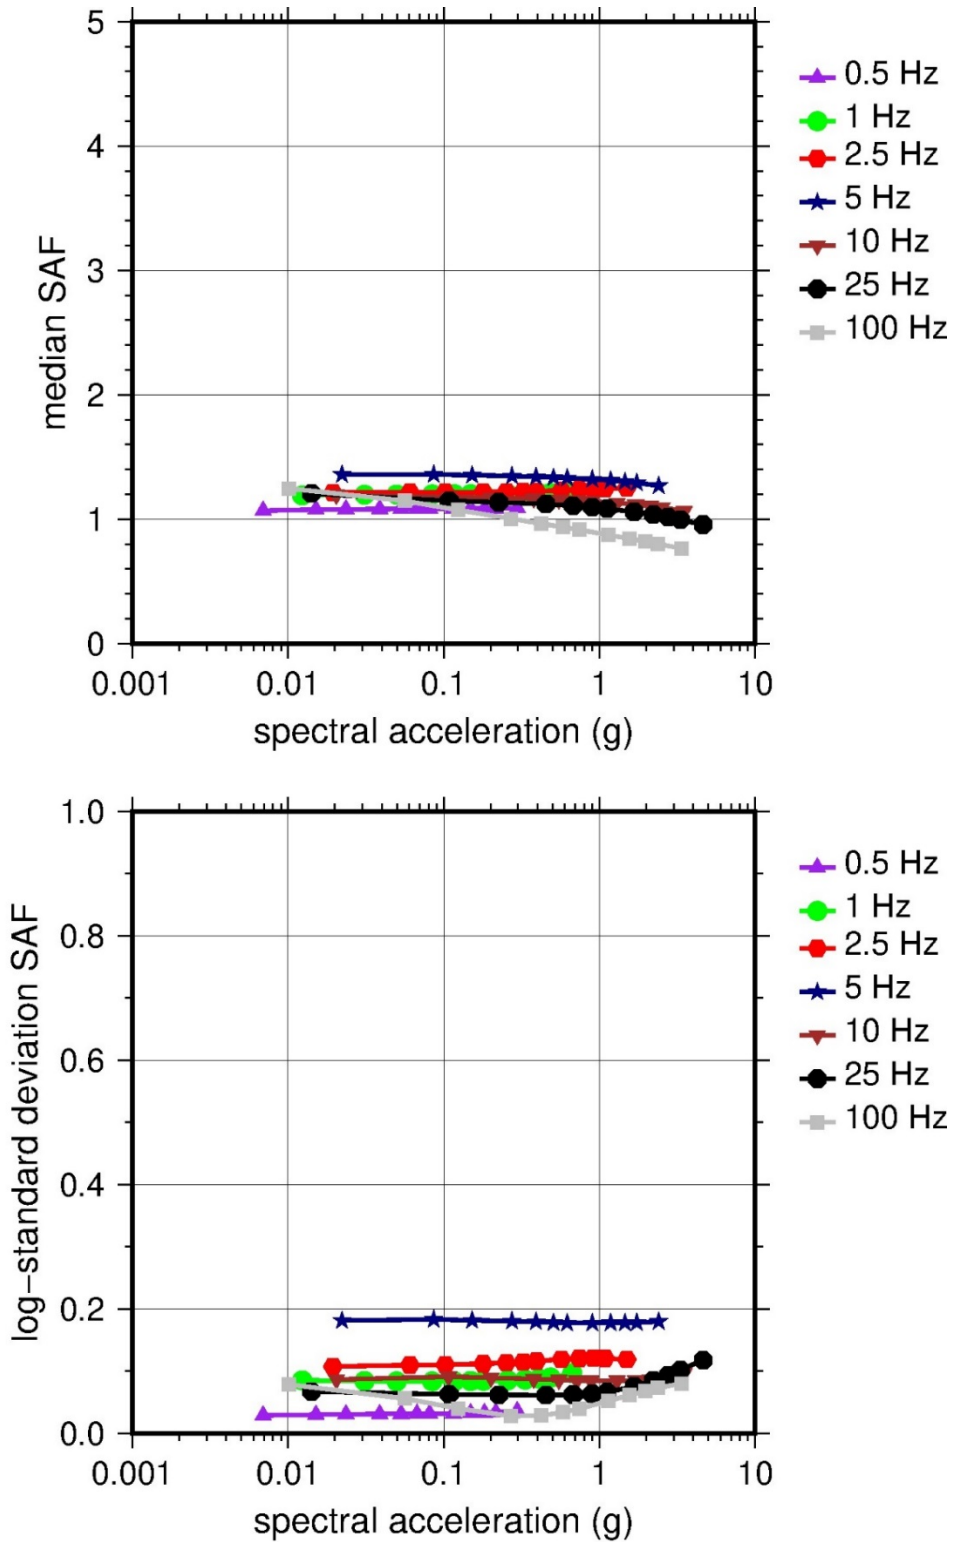 5
4
3
2
1
0
median SAF
0.001
0.01
0.1
1
10
spectral acceleration (g)
0.5 Hz
1 Hz
2.5 Hz
5 Hz
10 Hz
25 Hz
100 Hz
1.0
0.8
0.6
0.4
0.2
0.0
log−standard deviation SAF
0.001
0.01
0.1
1
10
spectral acceleration (g)
0.5 Hz
1 Hz
2.5 Hz
5 Hz
10 Hz
25 Hz
100 Hz